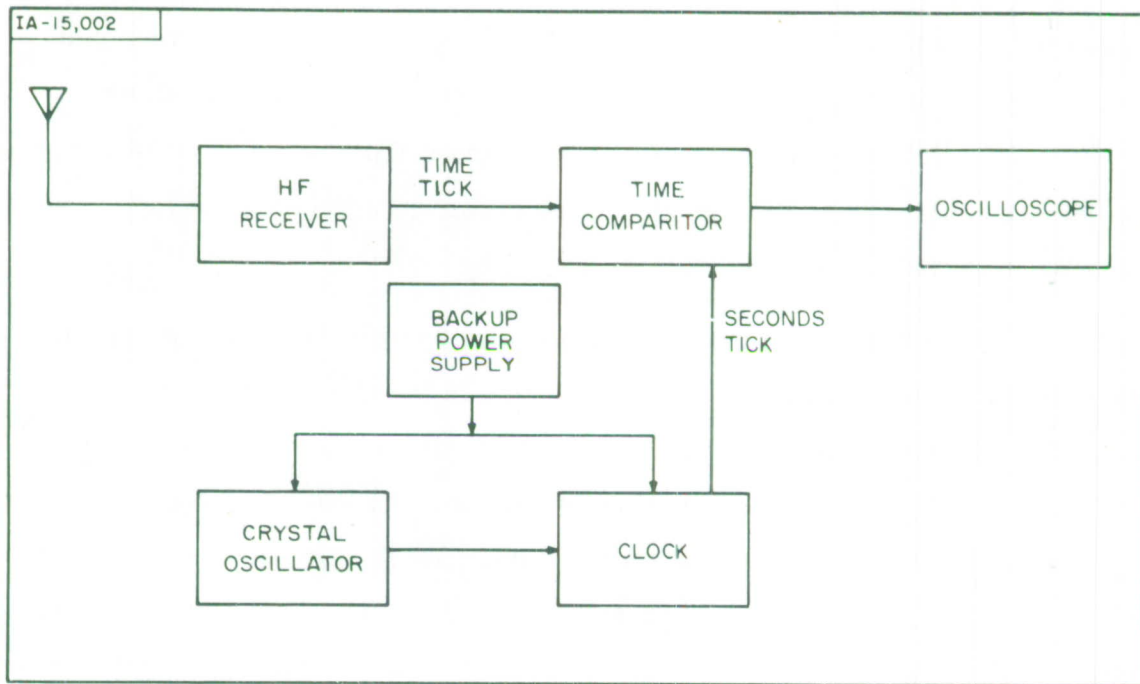 IA-15,002
HF
RECEIVER
TIME
TICK
TIME
COMPARITOR
OSCILLOSCOPE
BACKUP
POWER
SUPPLY
SECONDS
TICK
CRYSTAL
OSCILLATOR
CLOCK